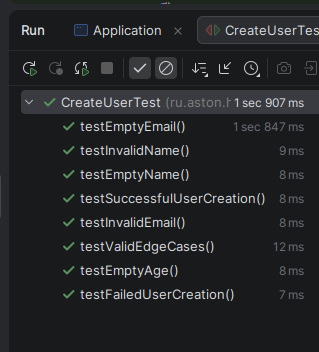 Run Application × CreateUserTes
CreateUserTest (ru.aston.h 1 sec 907 ms
testEmptyEmail() 1 sec 847 ms
testInvalidName() 9 ms
testEmptyName() 8 ms
testSuccessfulUserCreation() 8 ms
testInvalidEmail() 8 ms
testValidEdgeCases() 12 ms
testEmptyAge() 8 ms
testFailedUserCreation() 7 ms